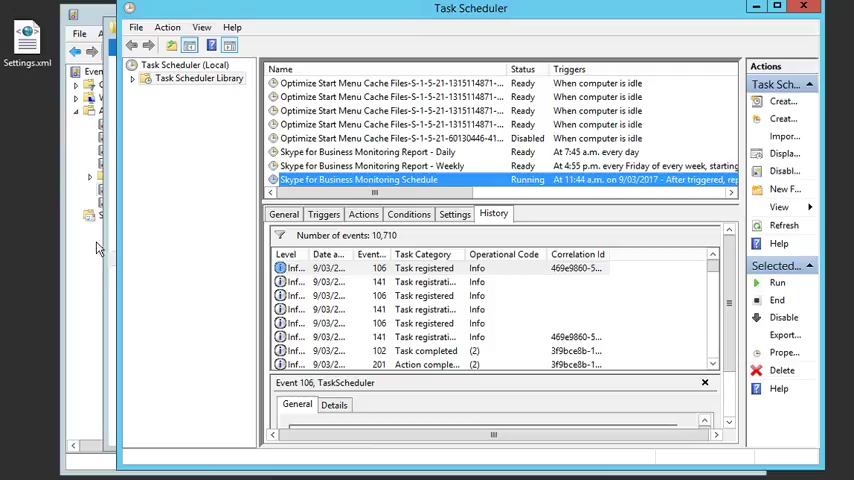 Task Scheduler
Settings.xml
File
File Action View Help
Even
Task Scheduler (Local)
Task Scheduler Library
Name Status Triggers
Optimize Start Menu Cache Files-S-1-5-21-1315114871-... Ready When computer is idle
Optimize Start Menu Cache Files-S-1-5-21-1315114871-... Ready When computer is idle
Optimize Start Menu Cache Files-S-1-5-21-1315114871-... Ready When computer is idle
Optimize Start Menu Cache Files-S-1-5-21-1315114871-... Ready When computer is idle
Optimize Start Menu Cache Files-S-1-5-21-60130446-41... Disabled When computer is idle
Skype for Business Monitoring Report - Daily Ready At 7:45 a.m. every day
Skype for Business Monitoring Report - Weekly Ready At 4:55 p.m. every Friday of every week, starting
Skype for Business Monitoring Schedule Running At 11:44 a.m. on 9/03/2017 - After triggered, rep
General Triggers Actions Conditions Settings History
Number of events: 10,710
Level Date a... Event... Task Category Operational Code Correlation Id
Inf... 9/03/2... 106 Task registered Info 469e9860-5...
Inf... 9/03/2... 141 Task registrati... Info
Inf... 9/03/2... 106 Task registered Info
Inf... 9/03/2... 141 Task registrati... Info
Inf... 9/03/2... 106 Task registered Info
Inf... 9/03/2... 141 Task registrati... Info 469e9860-5...
Inf... 9/03/2... 102 Task completed (2) 3f9bce8b-1...
Inf... 9/03/2... 201 Action comple... (2) 3f9bce8b-1...
Event 106, TaskScheduler
General Details
Actions
Task Sch...
Creat...
Creat...
Impor...
Displa...
Disabl...
New F...
View
Refresh
Help
Selected...
Run
End
Disable
Export...
Prope...
Delete
Help